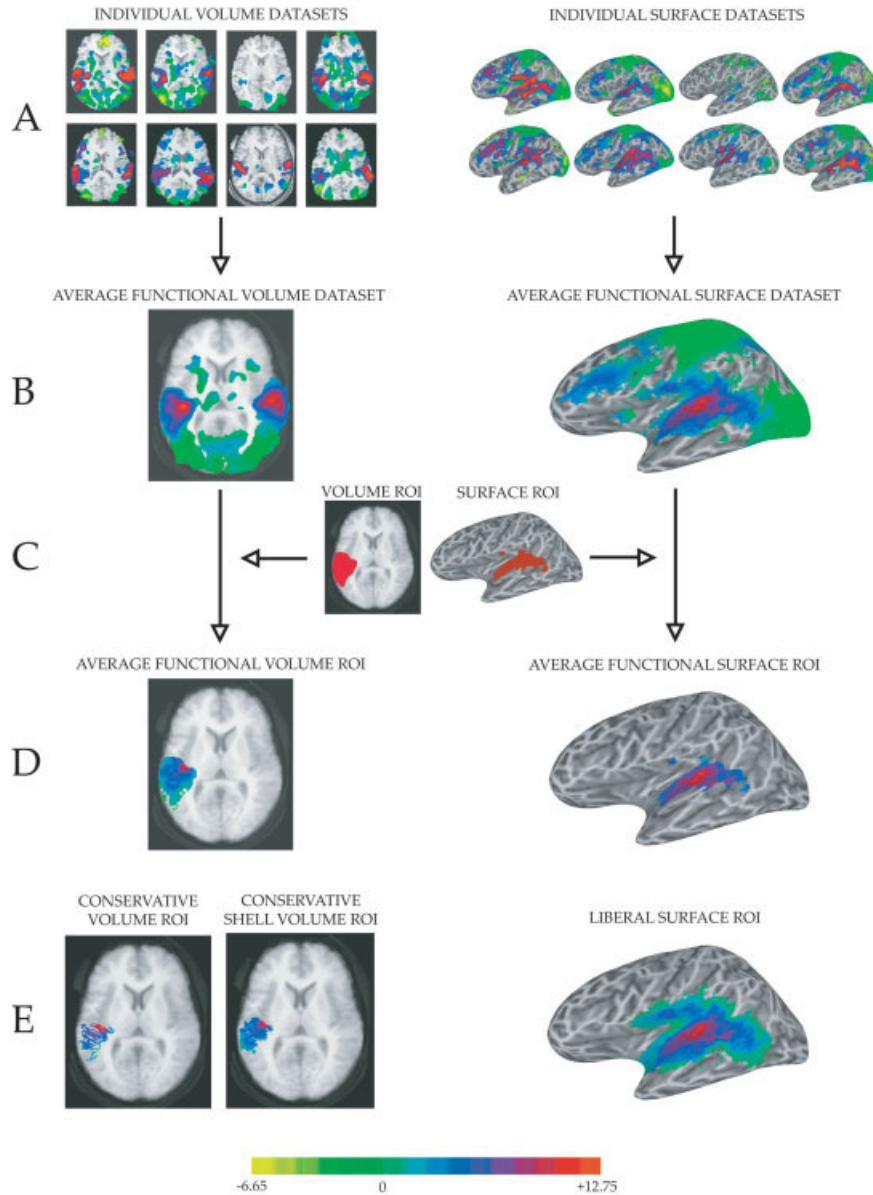 INDIVIDUAL VOLUME DATASETS
INDIVIDUAL SURFACE DATASETS
A
AVERAGE FUNCTIONAL VOLUME DATASET
AVERAGE FUNCTIONAL SURFACE DATASET
B
VOLUME ROI
SURFACE ROI
C
AVERAGE FUNCTIONAL VOLUME ROI
AVERAGE FUNCTIONAL SURFACE ROI
D
CONSERVATIVE
VOLUME ROI
CONSERVATIVE
SHELL VOLUME ROI
LIBERAL SURFACE ROI
E
-6.65
0
+12.75